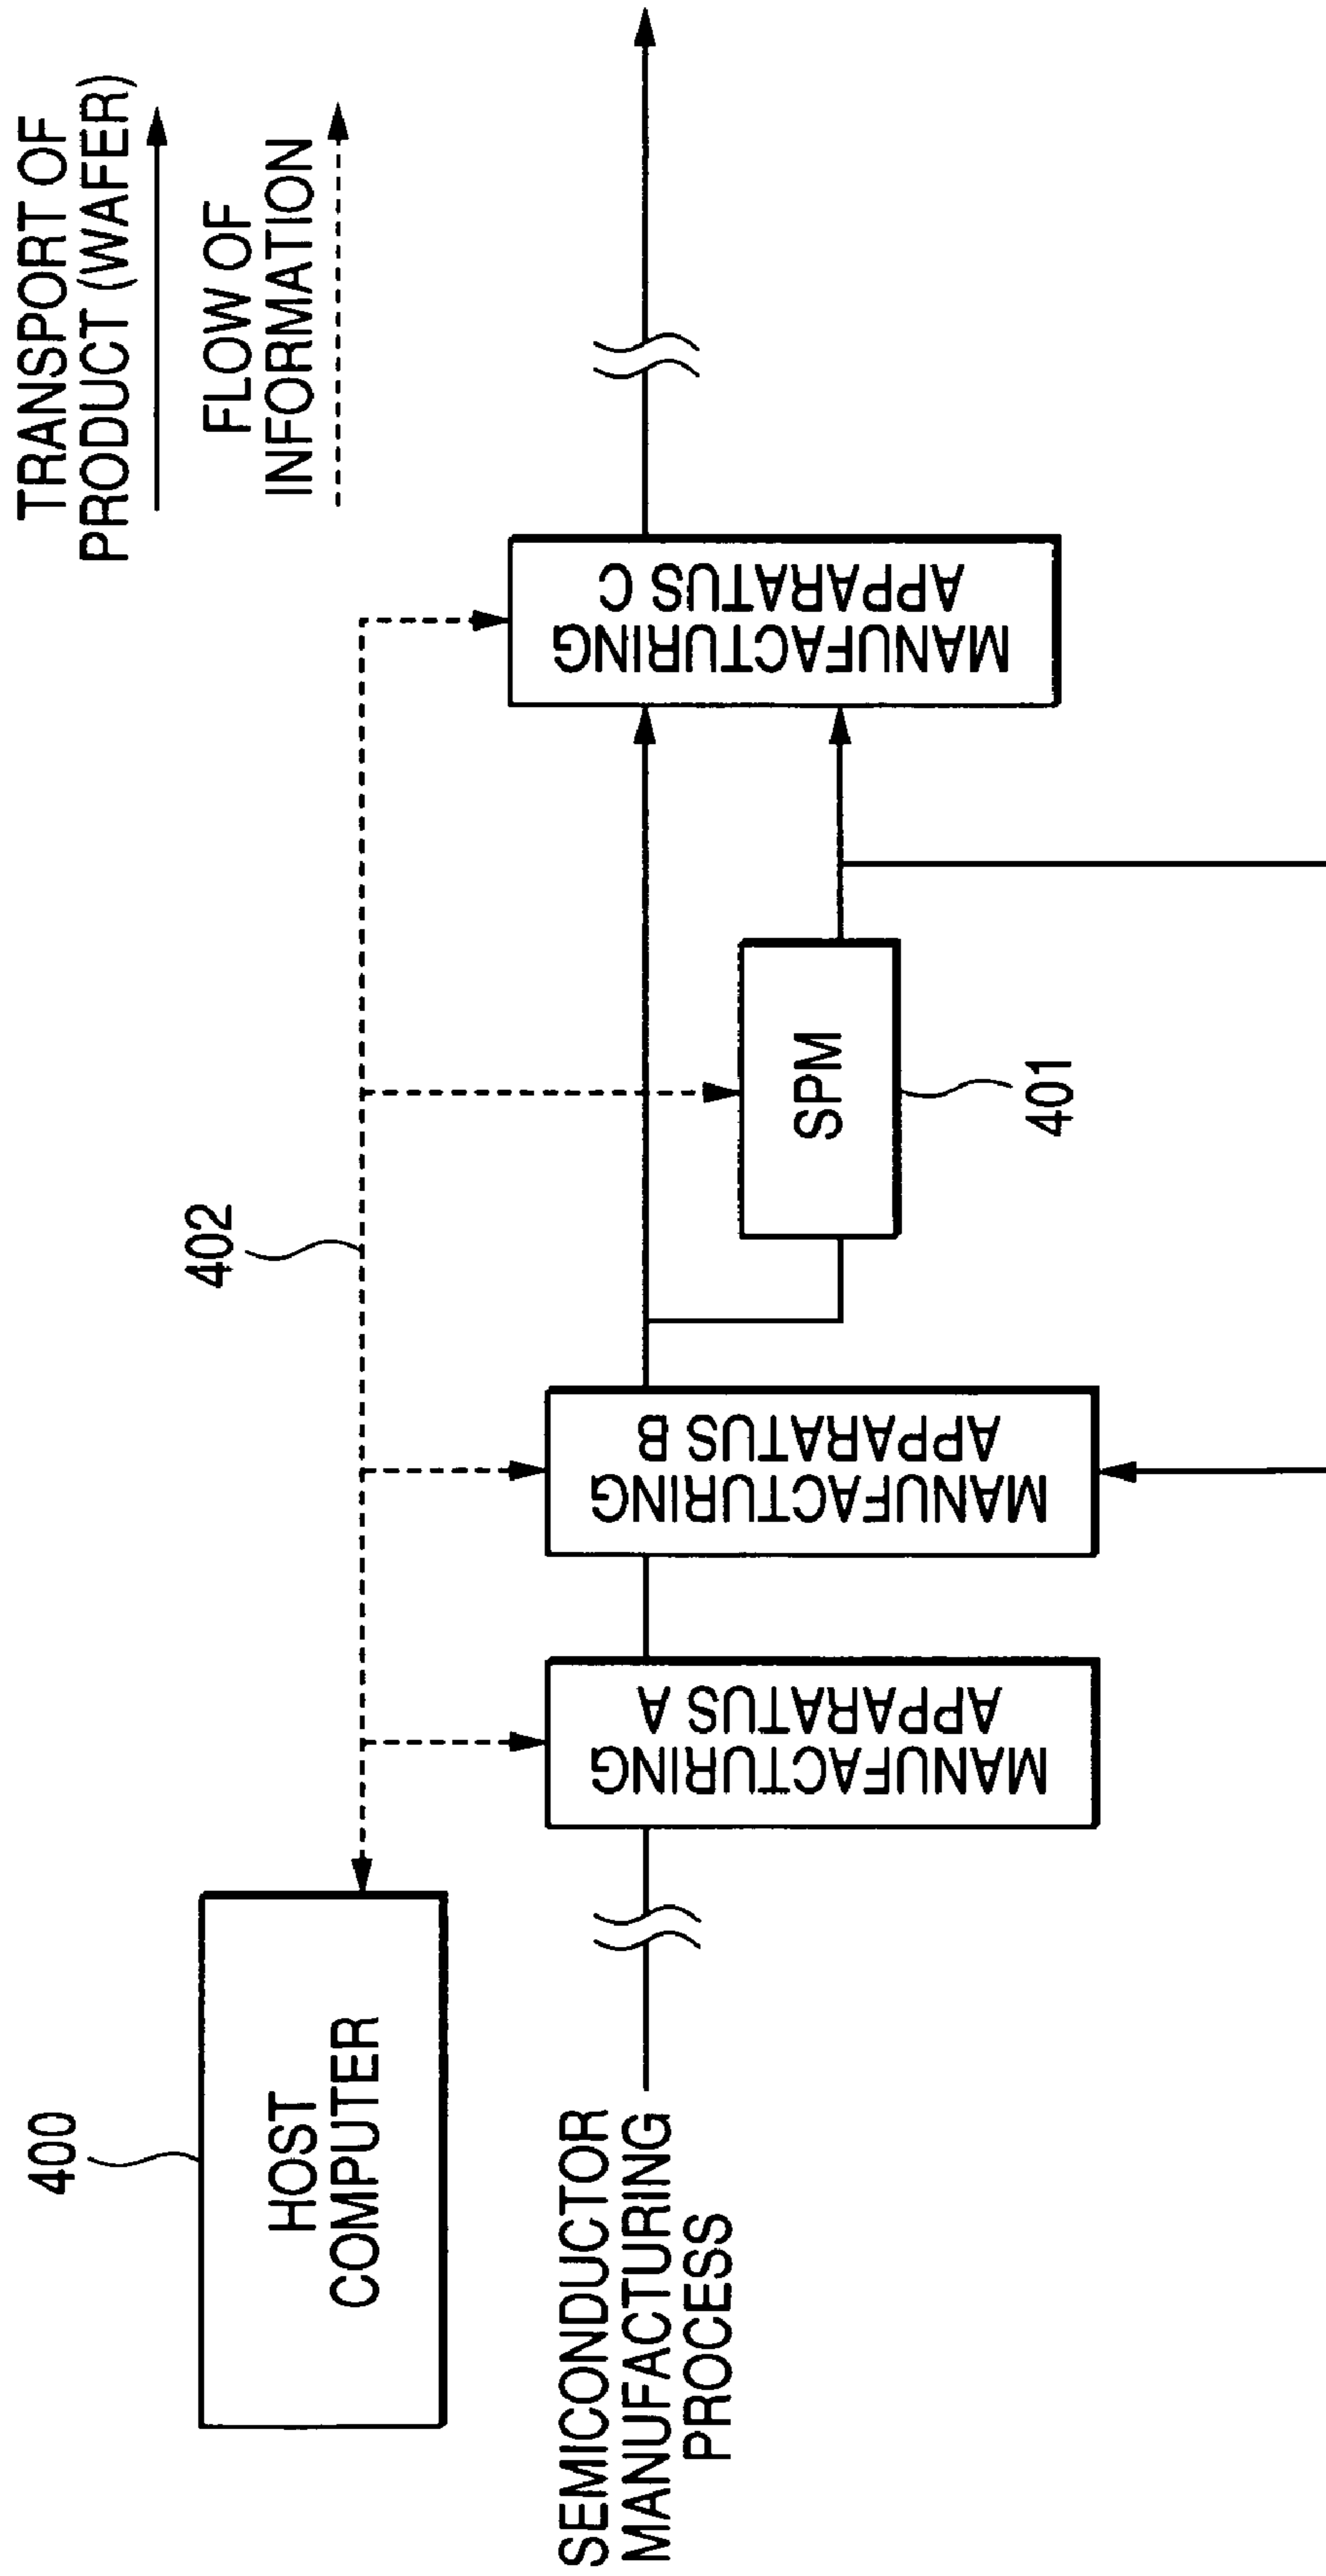 TRANSPORT OF
PRODUCT (WAFER)
FLOW OF
INFORMATION
402
400
HOST
COMPUTER
SEMICONDUCTOR
MANUFACTURING
PROCESS
MANUFACTURING
APPARATUS A
MANUFACTURING
APPARATUS B
SPM
401
MANUFACTURING
APPARATUS C